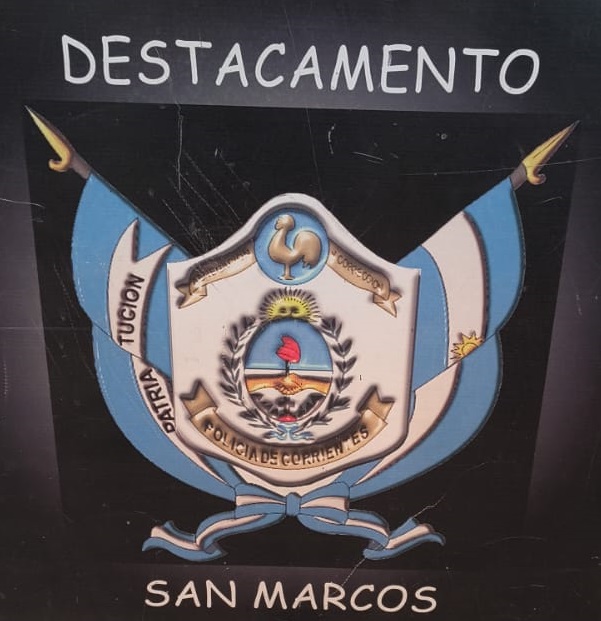 DESTACAMENTO
TUCION
PATRIA
POLICIA DE CORRIENTES
SAN MARCOS